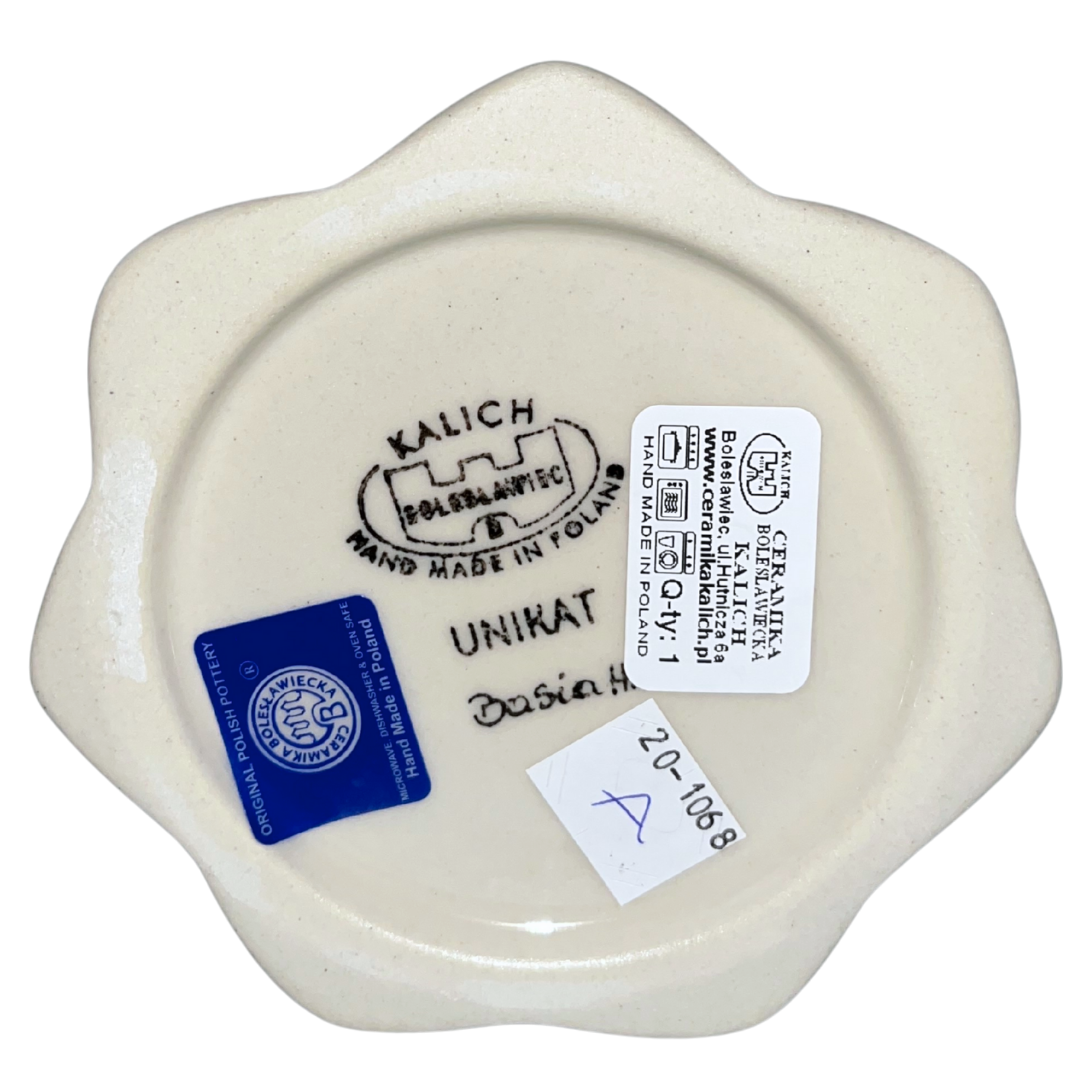 KALICH
BOLESŁAWIEC
B
HAND MADE IN POLAND
UNIKAT
Basia H.
KALICH
CERAMIKA
BOLESŁAWIECKA
KALICH
Boleslawiec, ul.Hutnicza 6a
www.ceramikakalich.pl
Q-ty: 1
HAND MADE IN POLAND
ORIGINAL POLISH POTTERY
®
CERAMIKA BOLESŁAWIECKA
B
MICROWAVE, DISHWASHER & OVEN SAFE
Hand Made in Poland
20-1068
A